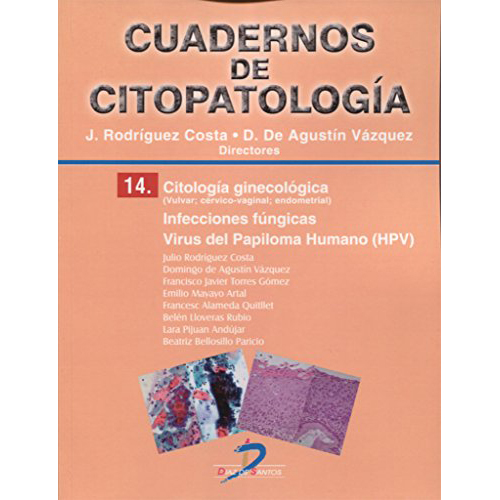 CUADERNOS
DE
CITOPATOLOGÍA
J. Rodríguez Costa • D. De Agustín Vázquez
Directores
14. Citología ginecológica
(Vulvar; cérvico-vaginal; endometrial)
Infecciones fúngicas
Virus del Papiloma Humano (HPV)
Julio Rodríguez Costa
Domingo de Agustín Vázquez
Francisco Javier Torres Gómez
Emilio Mayayo Artal
Francesc Alameda Quitllet
Belén Lloveras Rubio
Lara Pijuan Andújar
Beatriz Bellosillo Paricio
DIAZ DE SANTOS